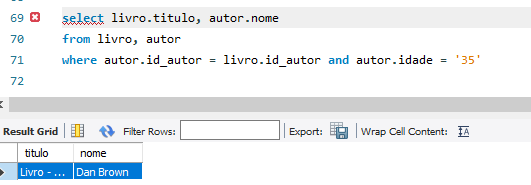 69 select livro.titulo, autor.nome
70 from livro, autor
71 where autor.id_autor = livro.id_autor and autor.idade = '35'
72
Result Grid Filter Rows: Export: Wrap Cell Content: IA
titulo nome
Livro - ... Dan Brown